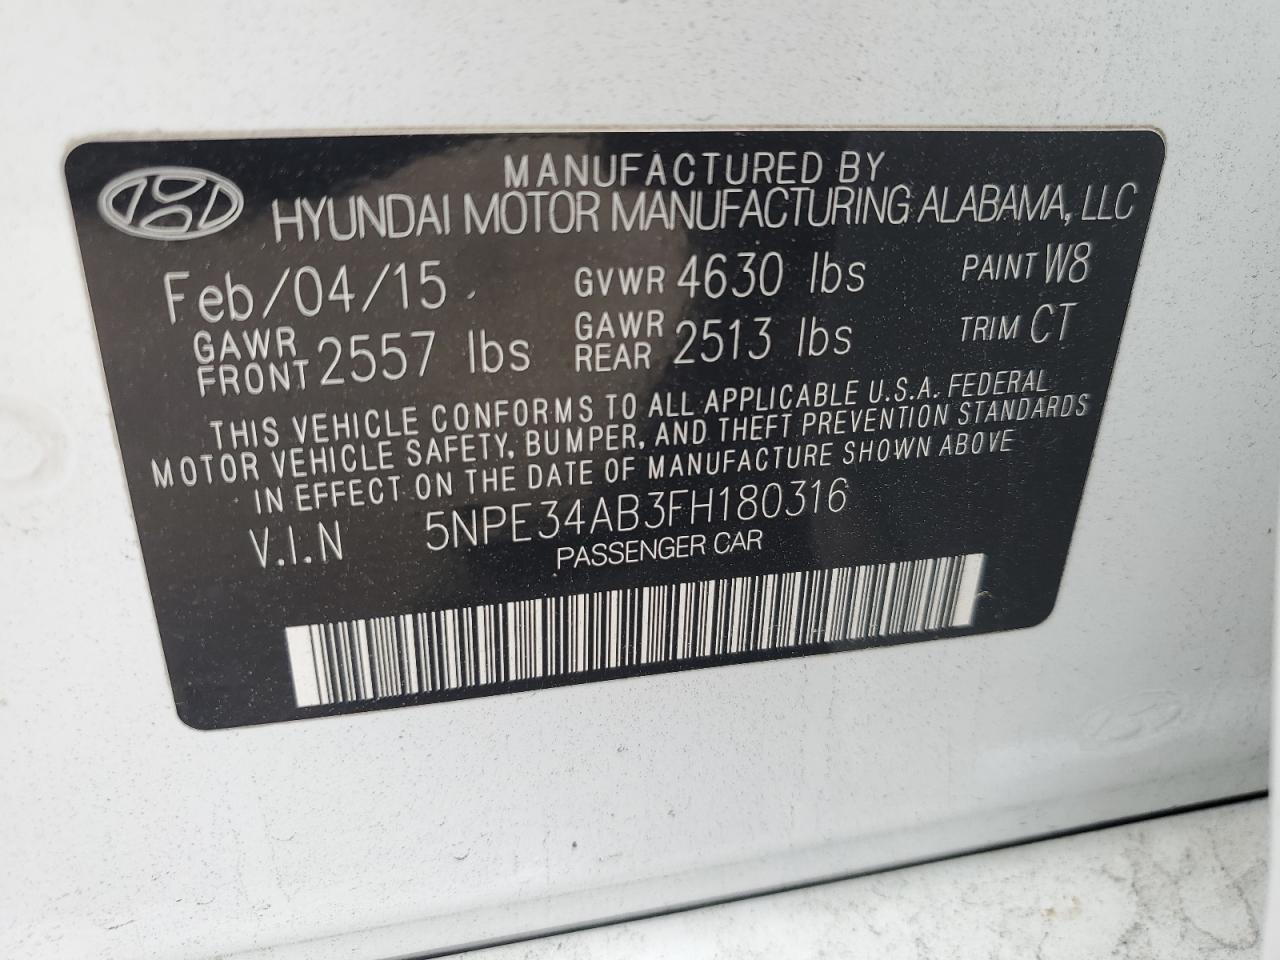 MANUFACTURED BY
HYUNDAI MOTOR MANUFACTURING ALABAMA, LLC
Feb/04/15 GVWR 4630 lbs PAINT W8
GAWR FRONT 2557 lbs GAWR REAR 2513 lbs TRIM CT
THIS VEHICLE CONFORMS TO ALL APPLICABLE U.S.A. FEDERAL
MOTOR VEHICLE SAFETY, BUMPER, AND THEFT PREVENTION STANDARDS
IN EFFECT ON THE DATE OF MANUFACTURE SHOWN ABOVE
V.I.N 5NPE34AB3FH180316
PASSENGER CAR